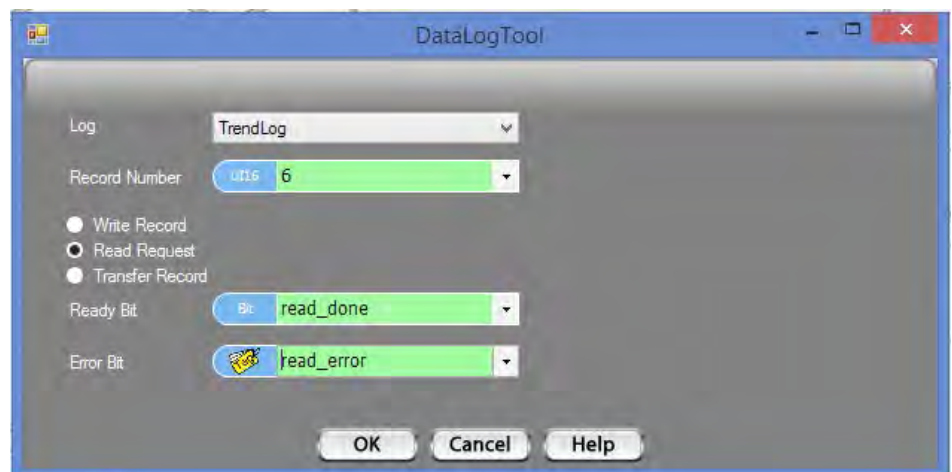 DataLogTool
Log TrendLog
Record Number UI16 6
Write Record
Read Request
Transfer Record
Ready Bit Bit read_done
Error Bit read_error
OK Cancel Help